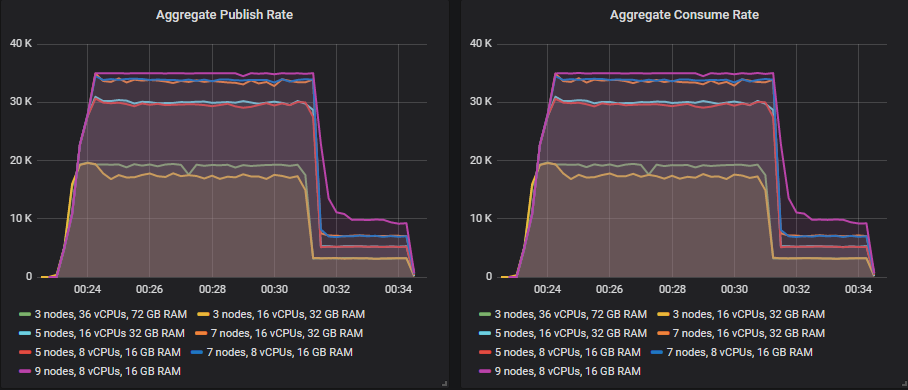 Aggregate Publish Rate
40 K
30 K
20 K
10 K
0
00:24 00:26 00:28 00:30 00:32 00:34
3 nodes, 36 vCPUs, 72 GB RAM 3 nodes, 16 vCPUs, 32 GB RAM
5 nodes, 16 vCPUs 32 GB RAM 7 nodes, 16 vCPUs, 32 GB RAM
5 nodes, 8 vCPUs, 16 GB RAM 7 nodes, 8 vCPUs, 16 GB RAM
9 nodes, 8 vCPUs, 16 GB RAM
Aggregate Consume Rate
40 K
30 K
20 K
10 K
0
00:24 00:26 00:28 00:30 00:32 00:34
3 nodes, 36 vCPUs, 72 GB RAM 3 nodes, 16 vCPUs, 32 GB RAM
5 nodes, 16 vCPUs, 32 GB RAM 7 nodes, 16 vCPUs, 32 GB RAM
5 nodes, 8 vCPUs, 16 GB RAM 7 nodes, 8 vCPUs, 16 GB RAM
9 nodes, 8 vCPUs, 16 GB RAM